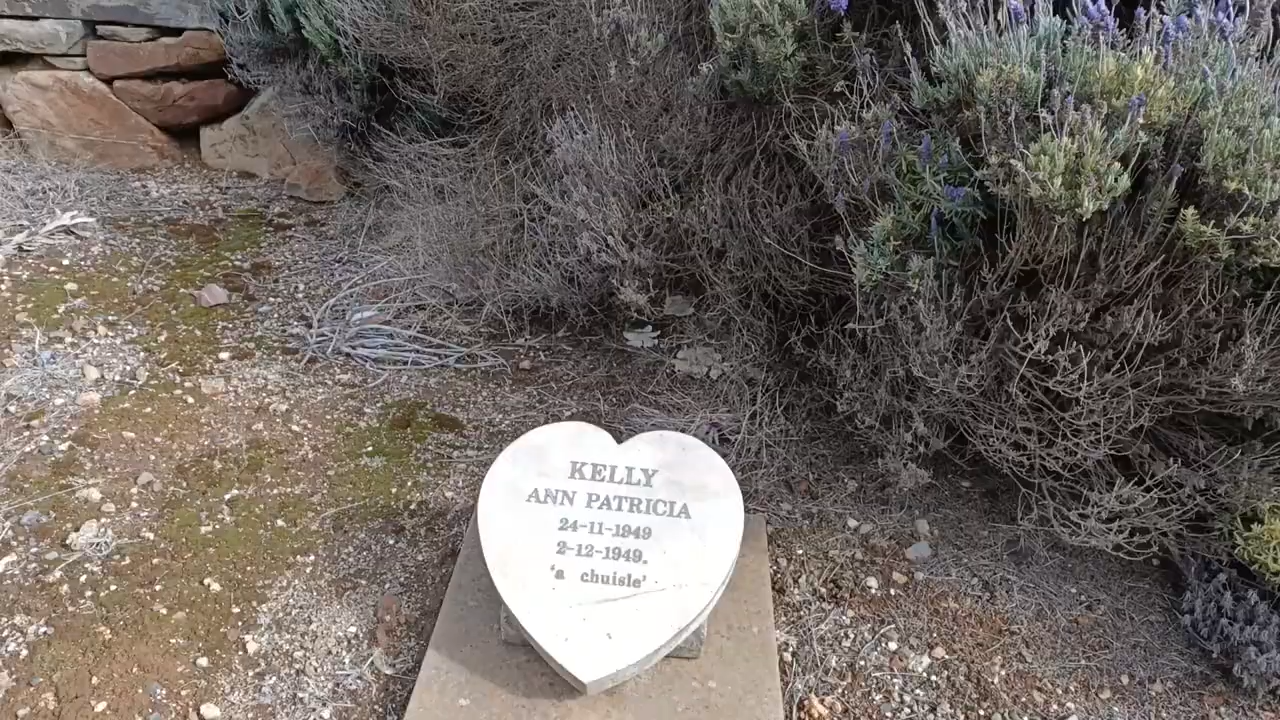 KELLY
ANN PATRICIA
24-11-1949
2-12-1949.
'a chuisle'